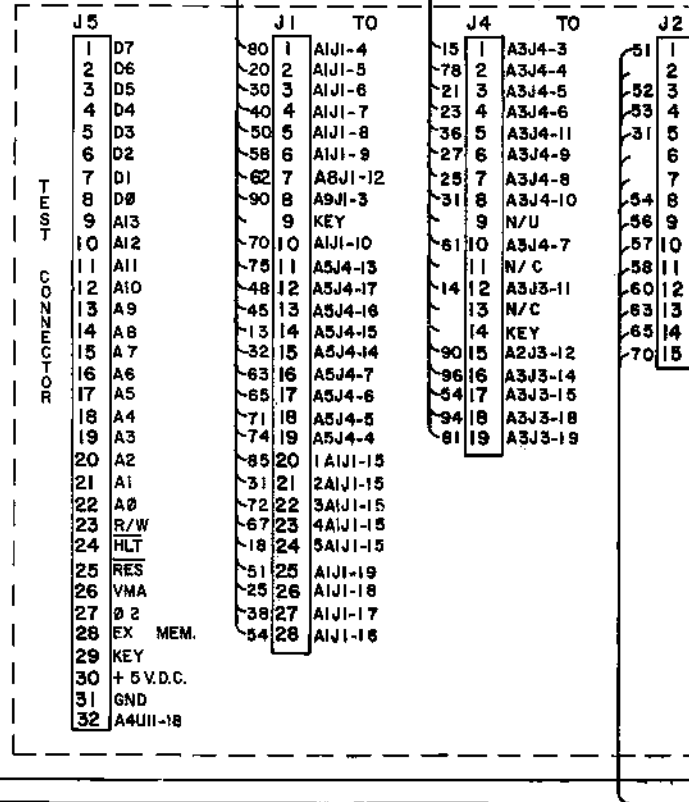 J5
1 D7
2 D6
3 D5
4 D4
5 D3
6 D2
7 D1
8 DØ
9 A13
10 A12
11 A11
12 A10
13 A9
14 A8
15 A7
16 A6
17 A5
18 A4
19 A3
20 A2
21 A1
22 AØ
23 R/W
24 HLT
25 RES
26 VMA
27 Ø 2
28 EX MEM.
29 KEY
30 + 5 V.D.C.
31 GND
32 A4U11-18
TEST CONNECTOR
J1 TO
80 1 A1J1-4
20 2 A1J1-5
30 3 A1J1-6
40 4 A1J1-7
50 5 A1J1-8
58 6 A1J1-9
62 7 A8J1-12
90 8 A9J1-3
9 KEY
70 10 A1J1-10
75 11 A5J4-13
48 12 A5J4-17
45 13 A5J4-16
13 14 A5J4-15
32 15 A5J4-14
63 16 A5J4-7
65 17 A5J4-6
71 18 A5J4-5
74 19 A5J4-4
85 20 1A1J1-15
31 21 2A1J1-15
72 22 3A1J1-15
67 23 4A1J1-15
18 24 5A1J1-15
51 25 A1J1-19
25 26 A1J1-18
38 27 A1J1-17
54 28 A1J1-16
J4 TO
15 1 A3J4-3
78 2 A3J4-4
21 3 A3J4-5
23 4 A3J4-6
36 5 A3J4-11
27 6 A3J4-9
25 7 A3J4-8
31 8 A3J4-10
9 N/U
61 10 A3J4-7
11 N/C
14 12 A3J3-11
13 N/C
14 KEY
90 15 A2J3-12
96 16 A3J3-14
54 17 A3J3-15
94 18 A3J3-18
81 19 A3J3-19
J2
51 1
2
52 3
53 4
31 5
6
7
54 8
56 9
57 10
58 11
60 12
63 13
65 14
70 15